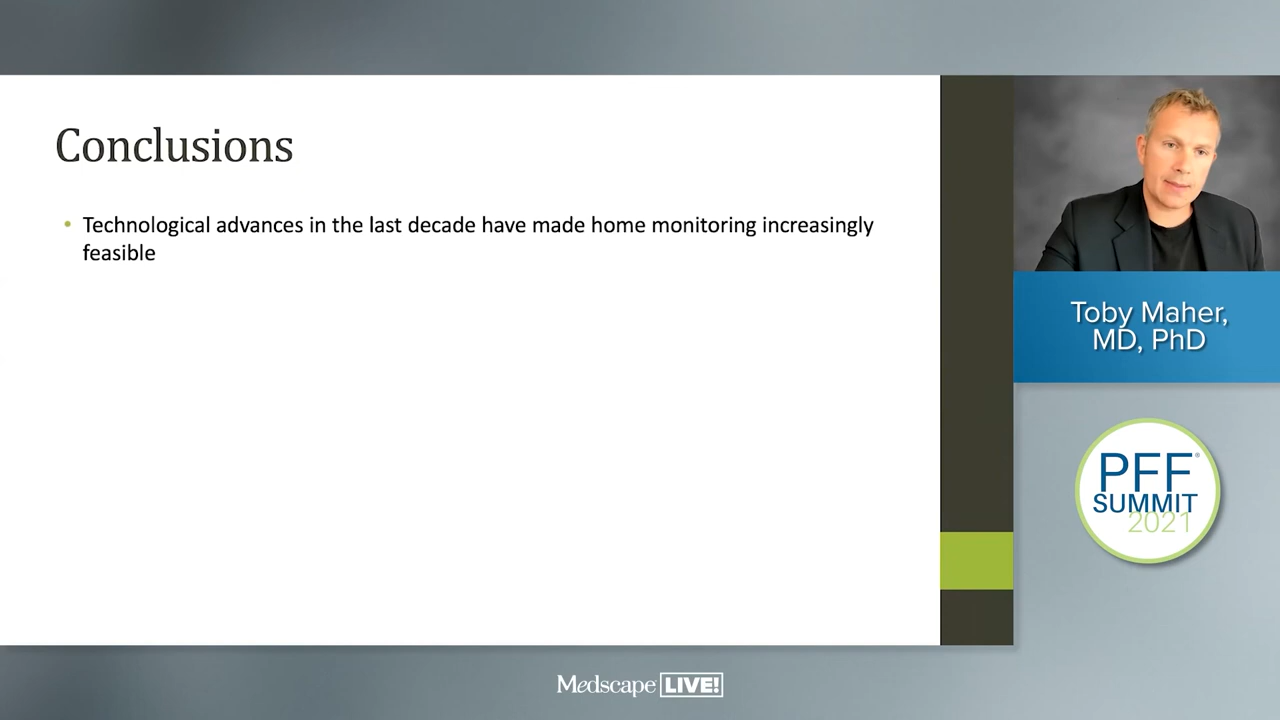 Conclusions
• Technological advances in the last decade have made home monitoring increasingly
feasible
Toby Maher,
MD, PhD
PFF®
SUMMIT
2021
Medscape LIVE!